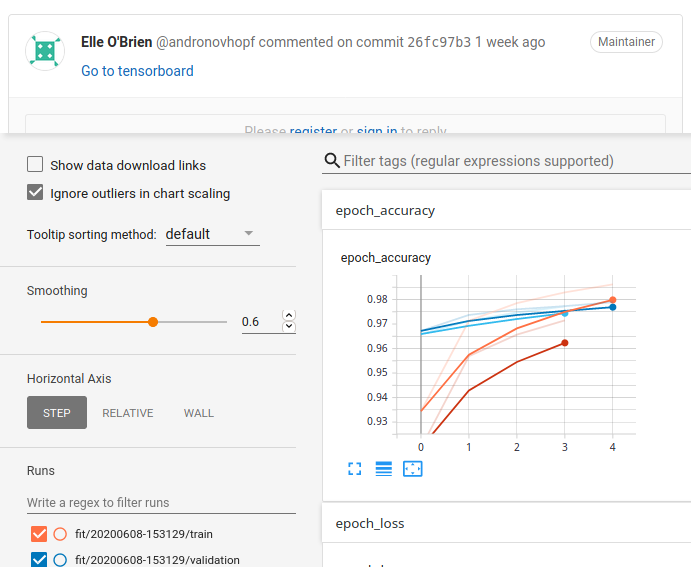 Elle O'Brien @andronovhopf commented on commit 26fc97b3 1 week ago
Maintainer
Go to tensorboard
Please register or sign in to reply
Show data download links
Ignore outliers in chart scaling
Tooltip sorting method: default
Smoothing
0.6
Horizontal Axis
STEP RELATIVE WALL
Runs
Write a regex to filter runs
fit/20200608-153129/train
fit/20200608-153129/validation
Filter tags (regular expressions supported)
epoch_accuracy
epoch_accuracy
0.98
0.97
0.96
0.95
0.94
0.93
0 1 2 3 4
epoch_loss